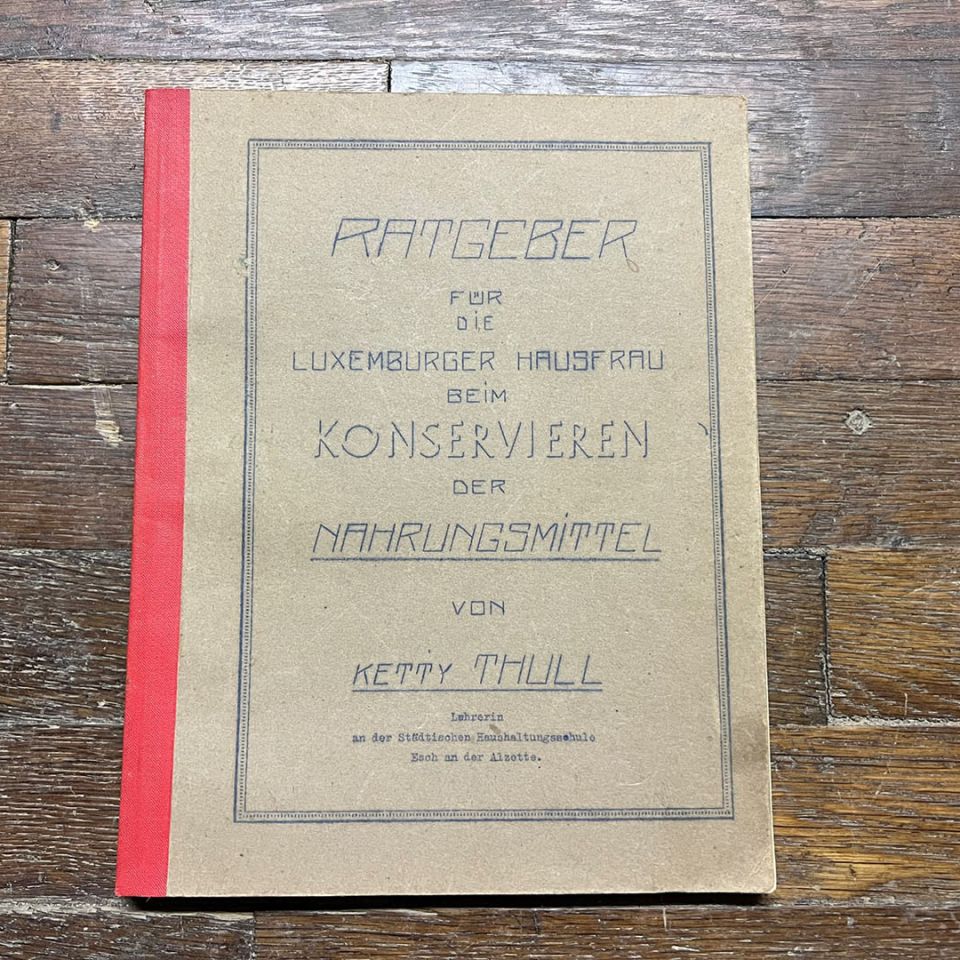 RATGEBER
FÜR
DIE
LUXEMBURGER HAUSFRAU
BEIM
KONSERVIEREN
DER
NAHRUNGSMITTEL
VON
KETTY THULL
Lehrerin
an der Städtischen Haushaltungsschule
Esch an der Alzette.